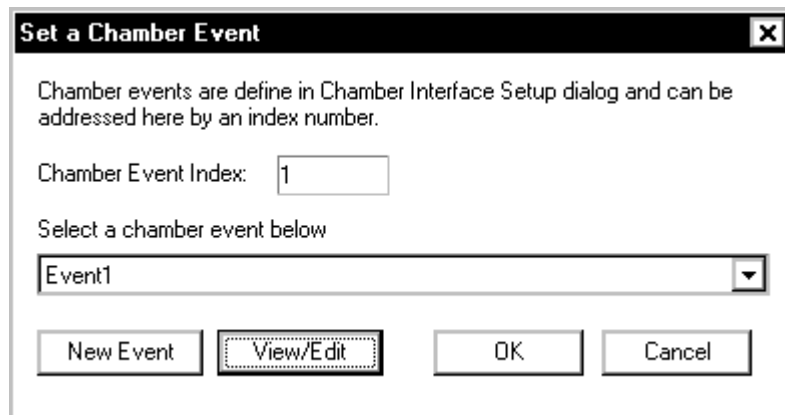 Set a Chamber Event
Chamber events are define in Chamber Interface Setup dialog and can be
addressed here by an index number.
Chamber Event Index: 1
Select a chamber event below
Event1
New Event View/Edit OK Cancel